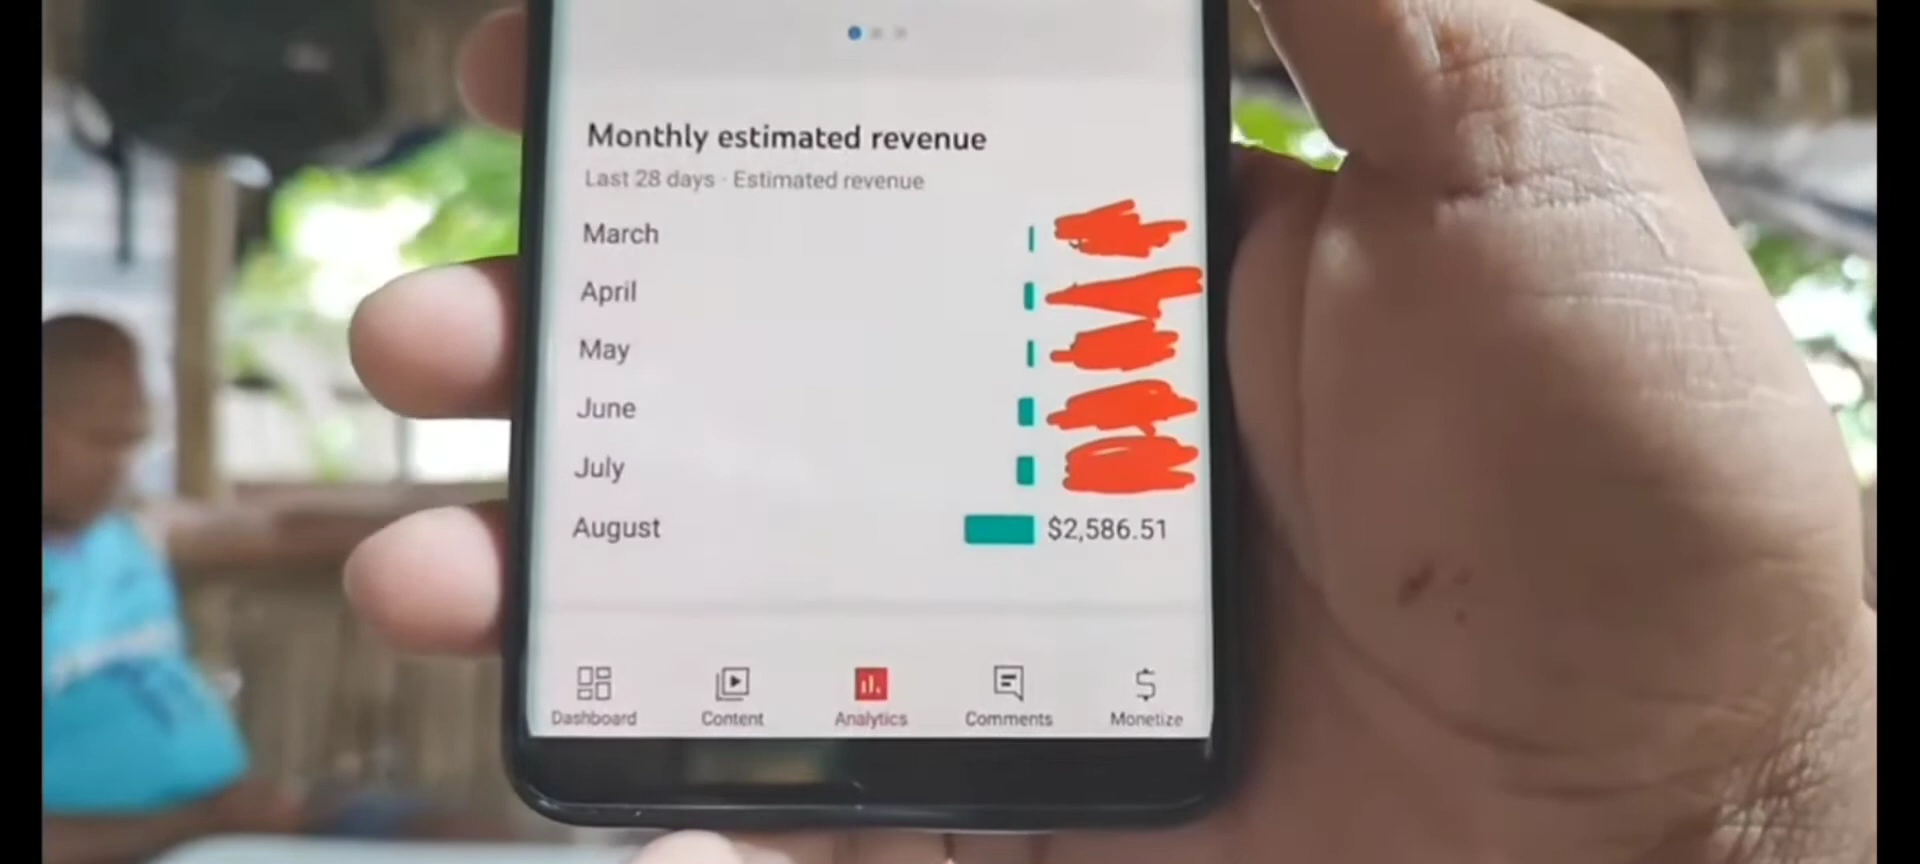 Monthly estimated revenue
Last 28 days · Estimated revenue
March
April
May
June
July
August $2,586.51
Dashboard Content Analytics Comments Monetize